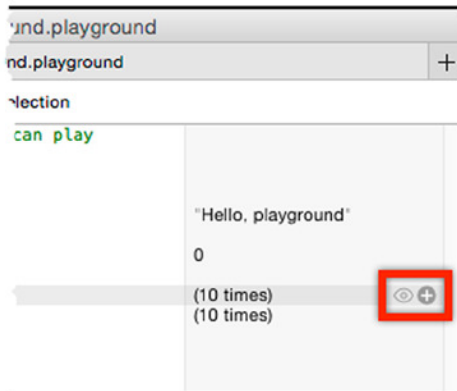 und.playground
nd.playground +
lection
can play
"Hello, playground"
0
(10 times)
(10 times)